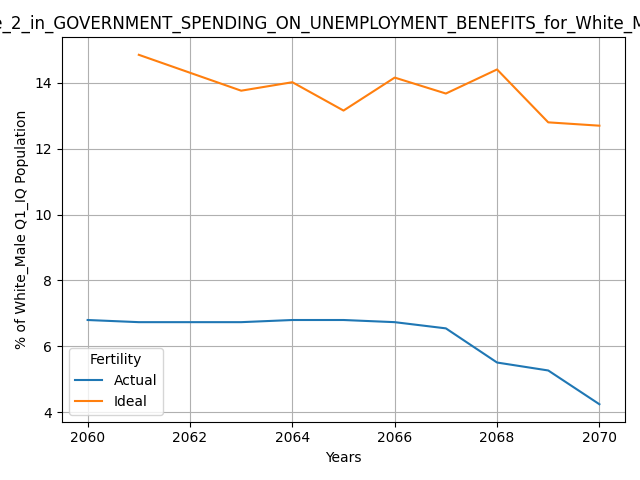 _2_in_GOVERNMENT_SPENDING_ON_UNEMPLOYMENT_BENEFITS_for_White_M
% of White_Male Q1_IQ Population
14
12
10
8
6
4
Fertility
Actual
Ideal
2060 2062 2064 2066 2068 2070
Years